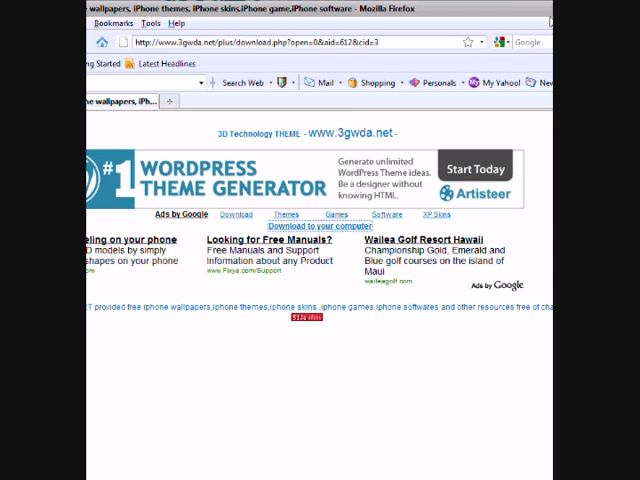 wallpapers, iPhone themes, iPhone skins,iPhone game,iPhone software - Mozilla Firefox
Bookmarks Tools Help
http://www.3gwda.net/plus/download.php?open=0&aid=612&cid=3
Google
Started Latest Headlines
Search Web Mail Shopping Personals My Yahoo!
wallpapers, iPh...
3D Technology THEME - www.3gwda.net -
#1 WORDPRESS THEME GENERATOR
Generate unlimited WordPress Theme ideas. Be a designer without knowing HTML.
Start Today
Artisteer
Ads by Google Download Themes Games Software XP Skins
Download to your computer
eling on your phone
D models by simply
shapes on your phone
Looking for Free Manuals?
Free Manuals and Support
Information about any Product
www.Fixya.com/Support
Wailea Golf Resort Hawaii
Championship Gold, Emerald and
Blue golf courses on the island of
Maui
waileagolf.com
Ads by Google
ET provided free iphone wallpapers,iphone themes,iphone skins ,iphone games,iphone softwares and other resources free of cha